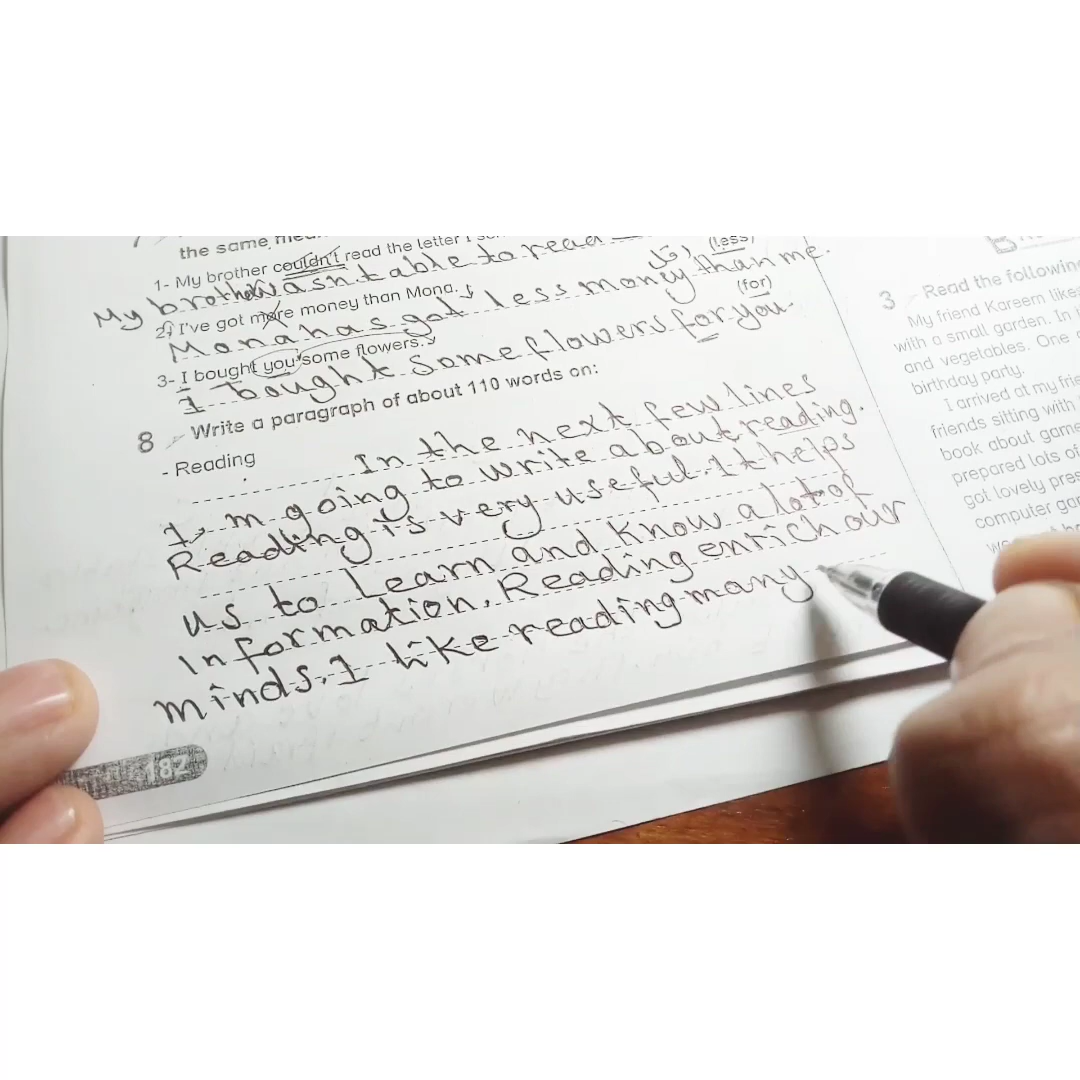 the same
1- My brother couldn't read the letter I
My brother wasn't able to read
(less)
2- I've got more money than Mona.
اقل
Mona has got less money than me.
(for)
3- I bought you some flowers.
I bought some flowers for you.
8 Write a paragraph of about 110 words on:
- Reading
In the next few lines
I, m going to write about reading.
Reading is very useful. It helps
us to Learn and Know a lot of
information. Reading enrich our
minds. I like reading many
182
3 Read the following
My friend Kareem likes
with a small garden. In
and vegetables. One
birthday party.
I arrived at my
friends sitting with
book about
prepared lots of
got lovely
computer